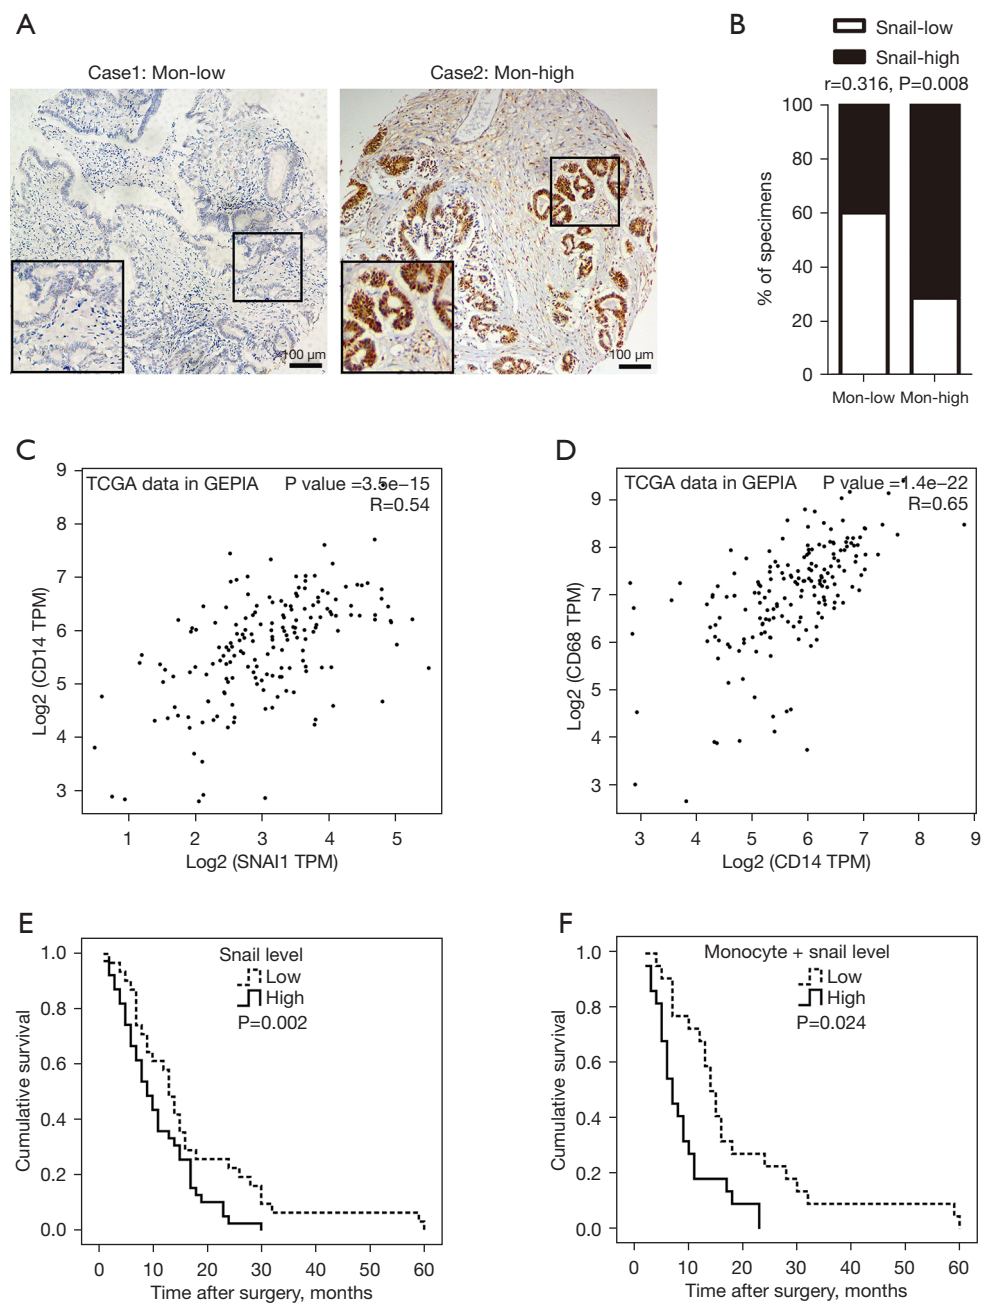 A
Case1: Mon-low
Case2: Mon-high
100 μm
100 μm
B
Snail-low
Snail-high
r=0.316, P=0.008
100
80
60
40
20
0
% of specimens
Mon-low Mon-high
C
TCGA data in GEPIA
P value =3.5e−15
R=0.54
9
8
7
6
5
4
3
Log2 (CD14 TPM)
1 2 3 4 5
Log2 (SNAI1 TPM)
D
TCGA data in GEPIA
P value =1.4e−22
R=0.65
9
8
7
6
5
4
3
Log2 (CD68 TPM)
3 4 5 6 7 8 9
Log2 (CD14 TPM)
E
Snail level
Low
High
P=0.002
1.0
0.8
0.6
0.4
0.2
0.0
Cumulative survival
0 10 20 30 40 50 60
Time after surgery, months
F
Monocyte + snail level
Low
High
P=0.024
1.0
0.8
0.6
0.4
0.2
0.0
Cumulative survival
0 10 20 30 40 50 60
Time after surgery, months